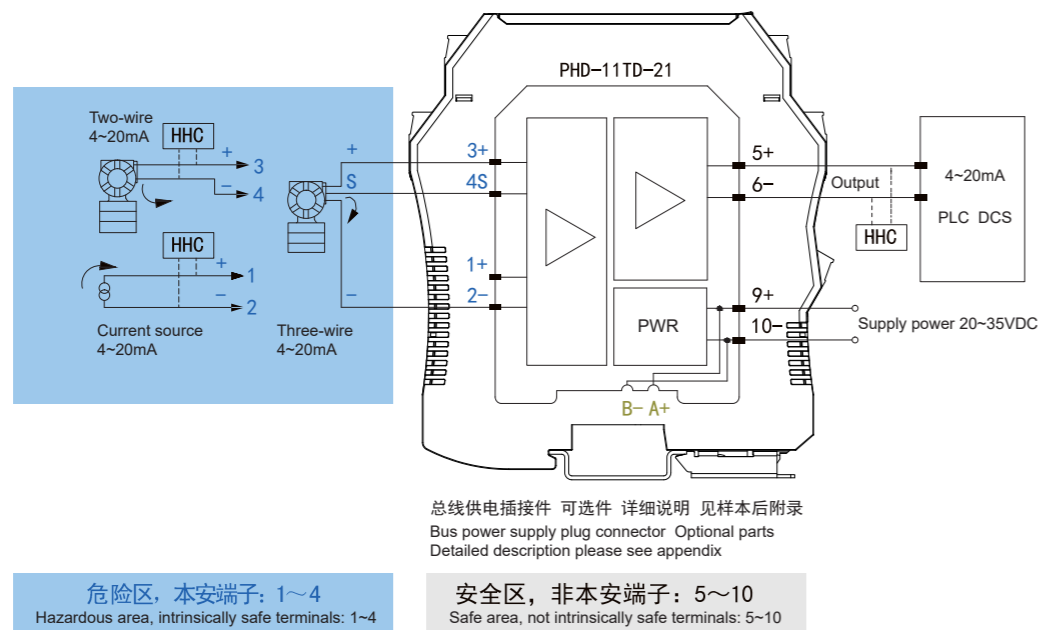 PHD-11TD-21
Two-wire
4~20mA
HHC
+
3
−
4
HHC
+
1
−
2
Current source
4~20mA
+
S
−
Three-wire
4~20mA
3+
4S
1+
2−
PWR
B− A+
5+
6−
9+
10−
Output
HHC
4~20mA
PLC DCS
Supply power 20~35VDC
总线供电插接件 可选件 详细说明 见样本后附录
Bus power supply plug connector Optional parts
Detailed description please see appendix
危险区，本安端子：1～4
Hazardous area, intrinsically safe terminals: 1~4
安全区，非本安端子：5～10
Safe area, not intrinsically safe terminals: 5~10